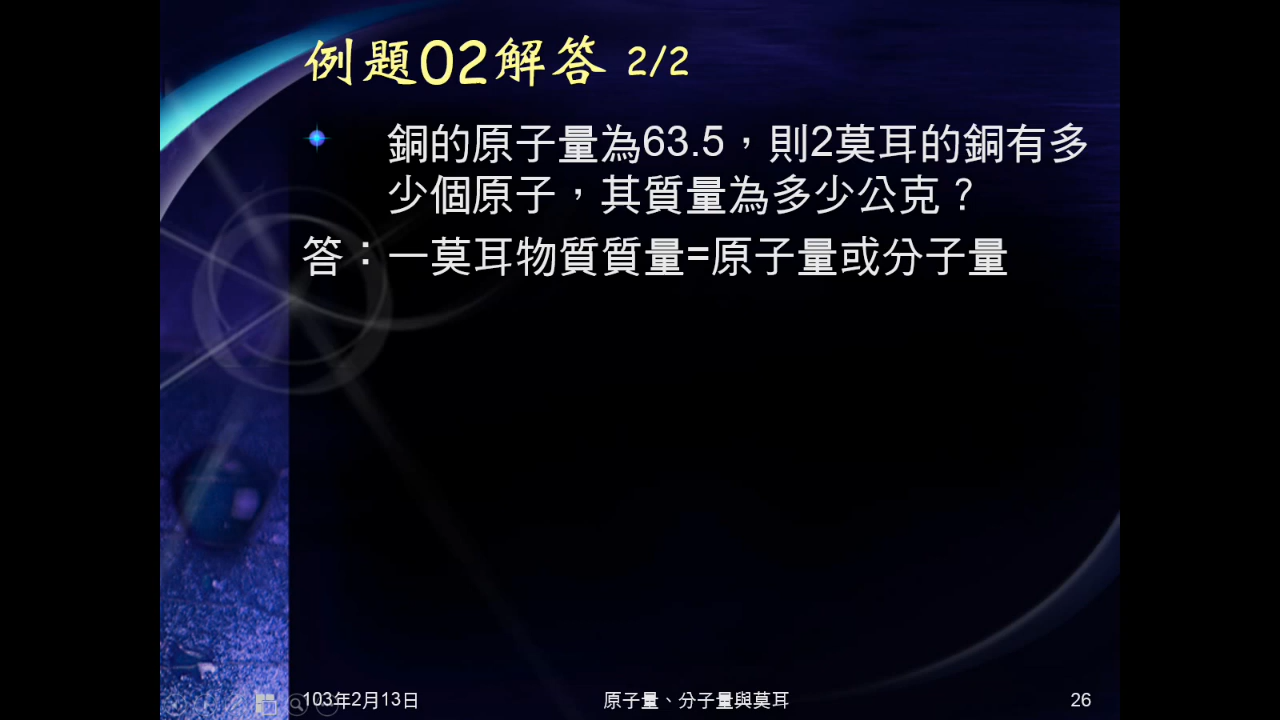 例題02解答 2/2
銅的原子量為63.5，則2莫耳的銅有多
少個原子，其質量為多少公克？
答：一莫耳物質質量=原子量或分子量
103年2月13日
原子量、分子量與莫耳
26